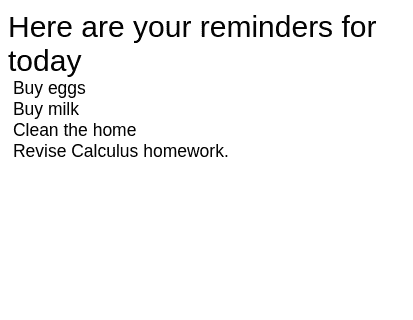 Here are your reminders for
today
Buy eggs
Buy milk
Clean the home
Revise Calculus homework.